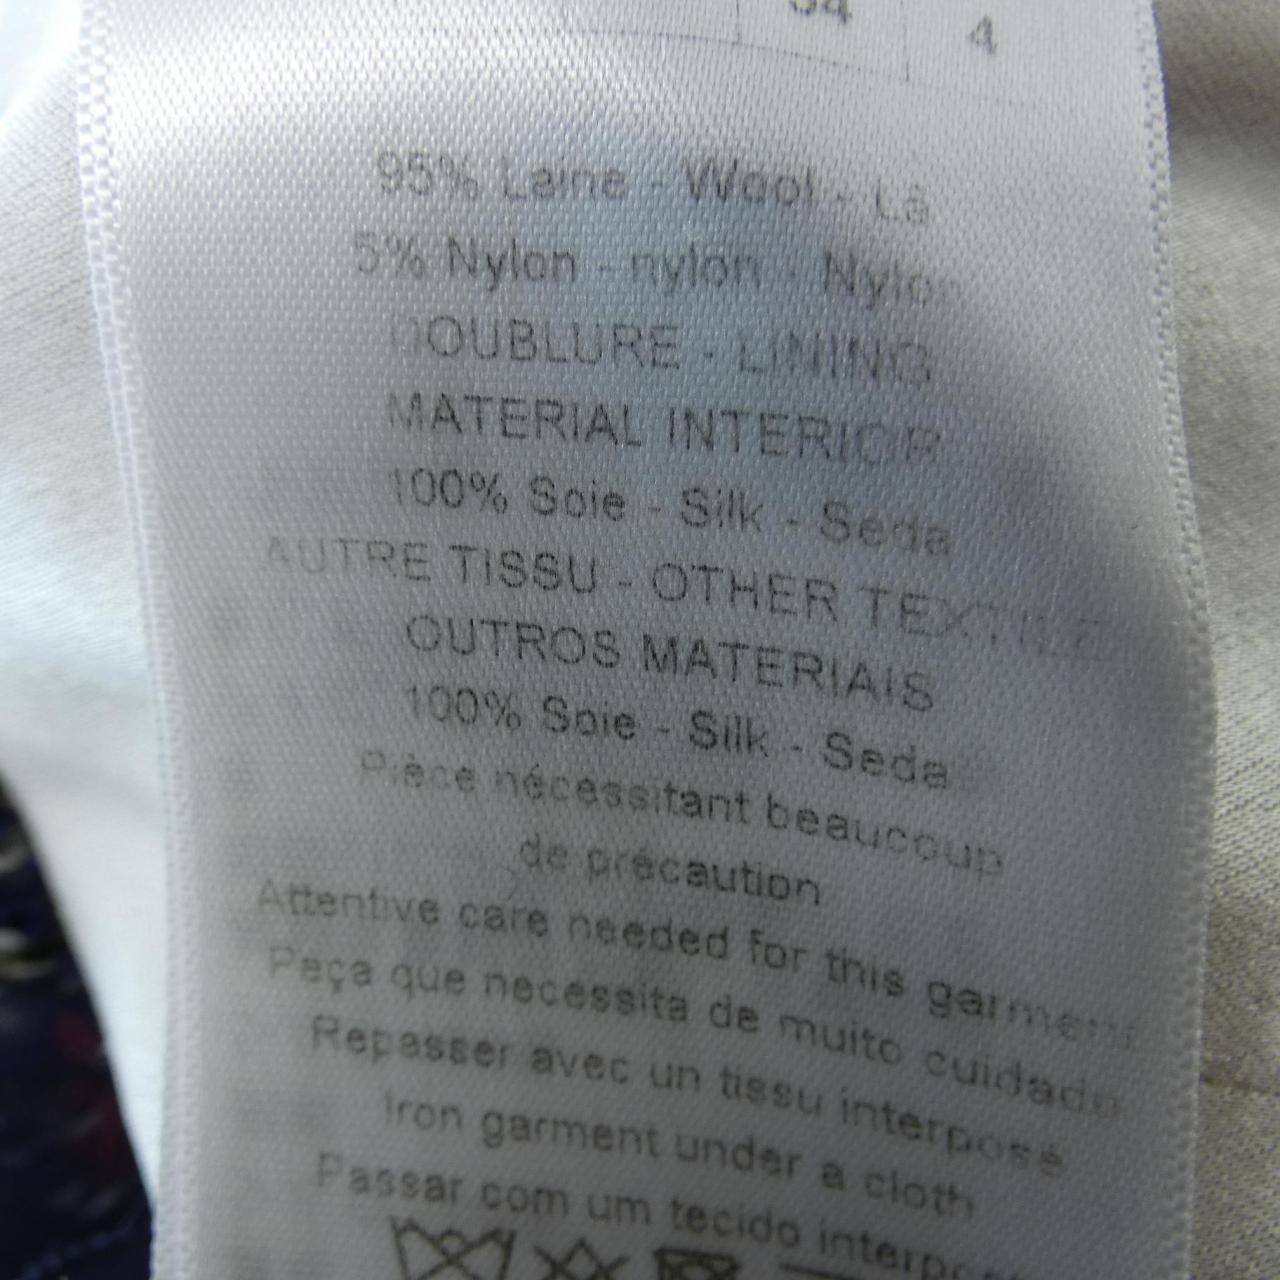 34 4
95% Laine - Wool - Lã
5% Nylon - nylon - Nylon
DOUBLURE - LINING
MATERIAL INTERIOR
100% Soie - Silk - Seda
AUTRE TISSU - OTHER TEXTILE
OUTROS MATERIAIS
100% Soie - Silk - Seda
Pièce nécessitant beaucoup
de précaution
Attentive care needed for this garment
Peça que necessita de muito cuidado
Repasser avec un tissu interposé
Iron garment under a cloth
Passar com um tecido interpos